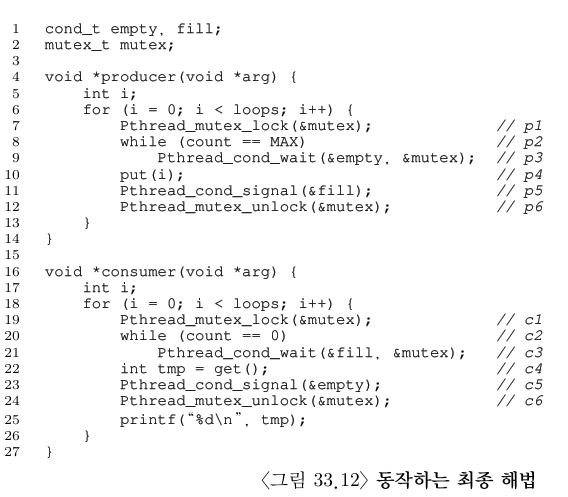 1 cond_t empty, fill;
2 mutex_t mutex;
3
4 void *producer(void *arg) {
5     int i;
6     for (i = 0; i < loops; i++) {
7         Pthread_mutex_lock(&mutex);             // p1
8         while (count == MAX)                    // p2
9             Pthread_cond_wait(&empty, &mutex);  // p3
10         put(i);                                 // p4
11         Pthread_cond_signal(&fill);             // p5
12         Pthread_mutex_unlock(&mutex);           // p6
13     }
14 }
15
16 void *consumer(void *arg) {
17     int i;
18     for (i = 0; i < loops; i++) {
19         Pthread_mutex_lock(&mutex);             // c1
20         while (count == 0)                      // c2
21             Pthread_cond_wait(&fill, &mutex);   // c3
22         int tmp = get();                        // c4
23         Pthread_cond_signal(&empty);            // c5
24         Pthread_mutex_unlock(&mutex);           // c6
25         printf(“%d\n”, tmp);
26     }
27 }
〈그림 33.12〉 동작하는 최종 해법